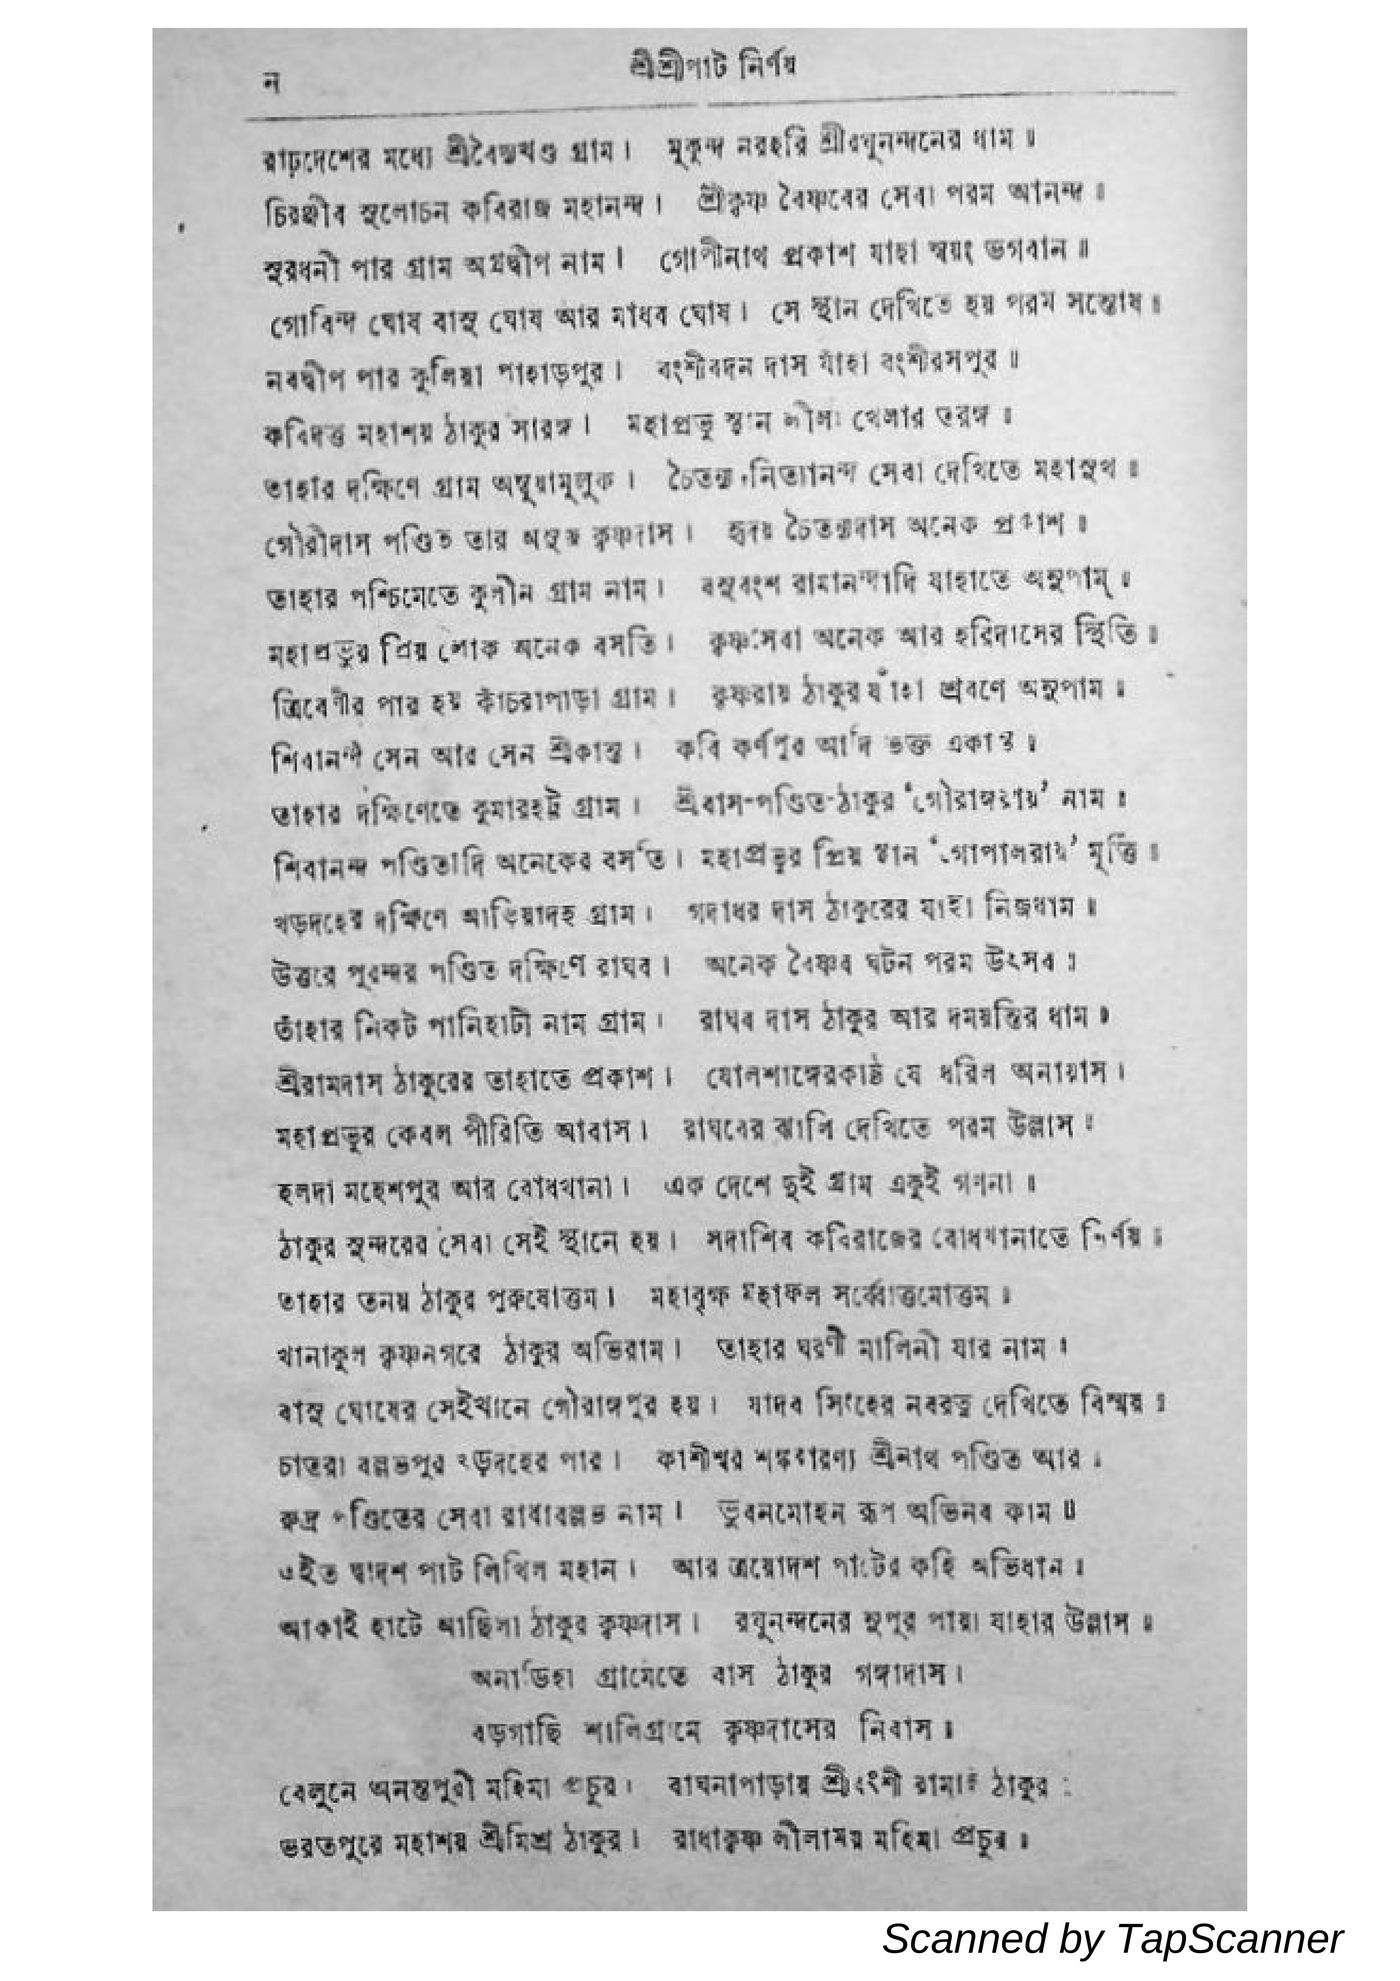 ন
শ্রীশ্রীপাট নির্ণয়
রাঢ়দেশের মধ্যে শ্রীবৈদ্যখণ্ড গ্রাম। মুকুন্দ নরহরি শ্রীরঘুনন্দনের ধাম॥
চিরঞ্জীব সুলোচন কবিরাজ মহানন্দ। শ্রীকৃষ্ণ বৈষ্ণবের সেবা পরম আনন্দ॥
সুরধনী পার গ্রাম অগ্রদ্বীপ নাম। গোপীনাথ প্রকাশ যাহা স্বয়ং ভগবান॥
গোবিন্দ ঘোষ বাসু ঘোষ আর মাধব ঘোষ। সে স্থান দেখিতে হয় পরম সন্তোষ॥
নবদ্বীপ পার কুলিয়া পাহাড়পুর। বংশীবদন দাস যাঁহা বংশীরসপুর॥
কবিদত্ত মহাশয় ঠাকুর সারঙ্গ। মহাপ্রভু স্থান লীলা খেলার তরঙ্গ॥
তাহার দক্ষিণে গ্রাম অম্বুয়ামুলুক। চৈতন্য নিত্যানন্দ সেবা দেখিতে মহাসুখ॥
গৌরীদাস পণ্ডিত তার অনুজ কৃষ্ণদাস। হৃদয় চৈতন্যদাস অনেক প্রকাশ॥
তাহার পশ্চিমেতে কুলীন গ্রাম নাম। বসুবংশ রামানন্দাদি যাহাতে অনুপাম্॥
মহাপ্রভুর প্রিয় লোক অনেক বসতি। কৃষ্ণসেবা অনেক আর হরিদাসের স্থিতি॥
ত্রিবেণীর পার হয় কাঁচরাপাড়া গ্রাম। কৃষ্ণরায় ঠাকুর যাঁহা শ্রবণে অনুপাম॥
শিবানন্দ সেন আর সেন শ্রীকান্ত। কবি কর্ণপুর আদি ভক্ত একান্ত॥
তাহার দক্ষিণেতে কুমারহট্ট গ্রাম। শ্রীবাস-পণ্ডিত-ঠাকুর ‘গৌরাঙ্গরায়’ নাম॥
শিবানন্দ পণ্ডিতাদি অনেকের বসতি। মহাপ্রভুর প্রিয় স্থান ‘গোপালরায়’ মূর্ত্তি॥
খড়দহের দক্ষিণে আড়িয়াদহ গ্রাম। গদাধর দাস ঠাকুরের যাহা নিজধাম॥
উত্তরে পুরন্দর পণ্ডিত দক্ষিণে রাঘব। অনেক বৈষ্ণব ঘটন পরম উৎসব॥
তাঁহার নিকট পানিহাটী নাম গ্রাম। রাঘব দাস ঠাকুর আর দময়ন্তির ধাম॥
শ্রীরামদাস ঠাকুরের তাহাতে প্রকাশ। ষোলশাঙ্গেরকাষ্ঠ যে ধরিল অনায়াস।
মহাপ্রভুর কেবল পীরিতি আবাস। রাঘবের ঝালি দেখিতে পরম উল্লাস॥
হলদা মহেশপুর আর বোধখানা। এক দেশে দুই গ্রাম একুই গণনা॥
ঠাকুর সুন্দরের সেবা সেই স্থানে হয়। সদাশিব কবিরাজের বোধখানাতে নির্ণয়॥
তাহার তনয় ঠাকুর পুরুষোত্তম। মহাবৃক্ষ মহাফল সর্ব্বোত্তমোত্তম॥
খানাকুল কৃষ্ণনগরে ঠাকুর অভিরাম। তাহার ঘরণী মালিনী যার নাম।
বাসু ঘোষের সেইখানে গৌরাঙ্গপুর হয়। যাদব সিংহের নবরত্ন দেখিতে বিস্ময়॥
চাতরা বল্লভপুর খড়দহের পার। কাশীশ্বর শঙ্করারণ্য শ্রীনাথ পণ্ডিত আর।
রুদ্র পণ্ডিতের সেবা রাধাবল্লভ নাম। ভুবনমোহন রূপ অভিনব কাম॥
এইত দ্বাদশ পাট লিখিল মহান। আর ত্রয়োদশ পাটের কহি অভিধান॥
আকাই হাটে আছিলা ঠাকুর কৃষ্ণদাস। রঘুনন্দনের নুপুর পায়া যাহার উল্লাস॥
অনাডিহা গ্রামেতে বাস ঠাকুর গঙ্গাদাস।
বড়গাছি শালিগ্রামে কৃষ্ণদাসের নিবাস॥
বেলুনে অনন্তপুরী মহিমা প্রচুর। বাঘনাপাড়ায় শ্রীবংশী রামাই ঠাকুর
ভরতপুরে মহাশয় শ্রীমিশ্র ঠাকুর। রাধাকৃষ্ণ লীলাময় মহিমা প্রচুর॥
Scanned by TapScanner